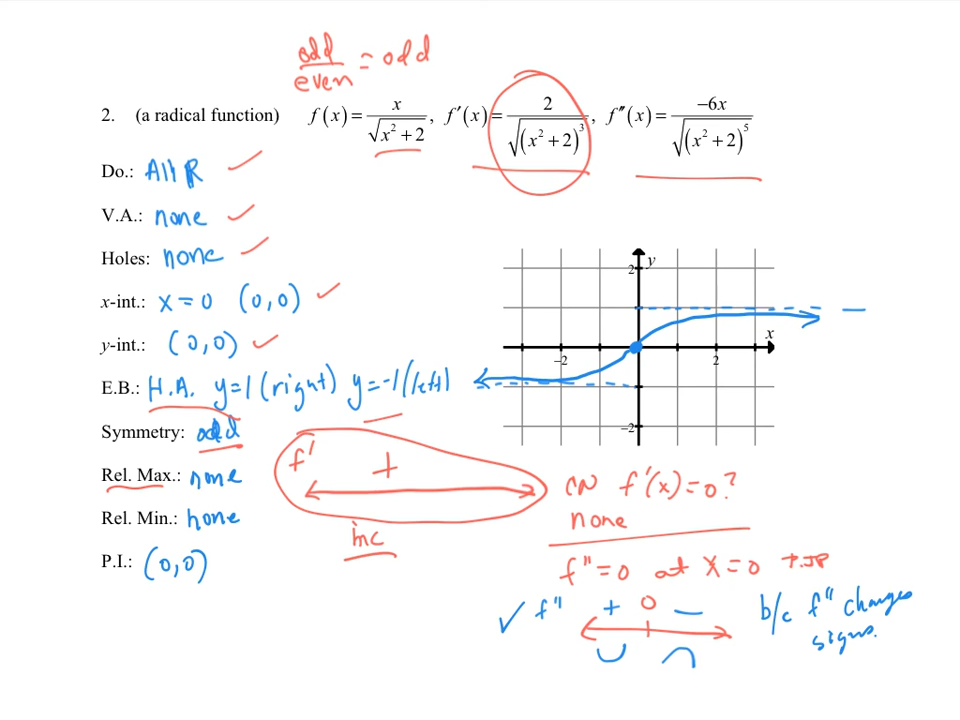 odd/even = odd
2. (a radical function) f(x) = x/√(x²+2), f′(x) = 2/√((x²+2)³), f″(x) = −6x/√((x²+2)⁵)
Do.: All R
V.A.: none
Holes: none
x-int.: x = 0 (0,0)
y-int.: (0,0)
E.B.: H.A. y=1 (right) y=-1 (left)
Symmetry: odd
Rel. Max.: none
Rel. Min.: none
P.I.: (0,0)
y
2
x
−2
2
−2
f' +
inc
CN f'(x)=0?
none
f"=0 at x=0
✓ f" + 0 −
b/c f" changes
signs.